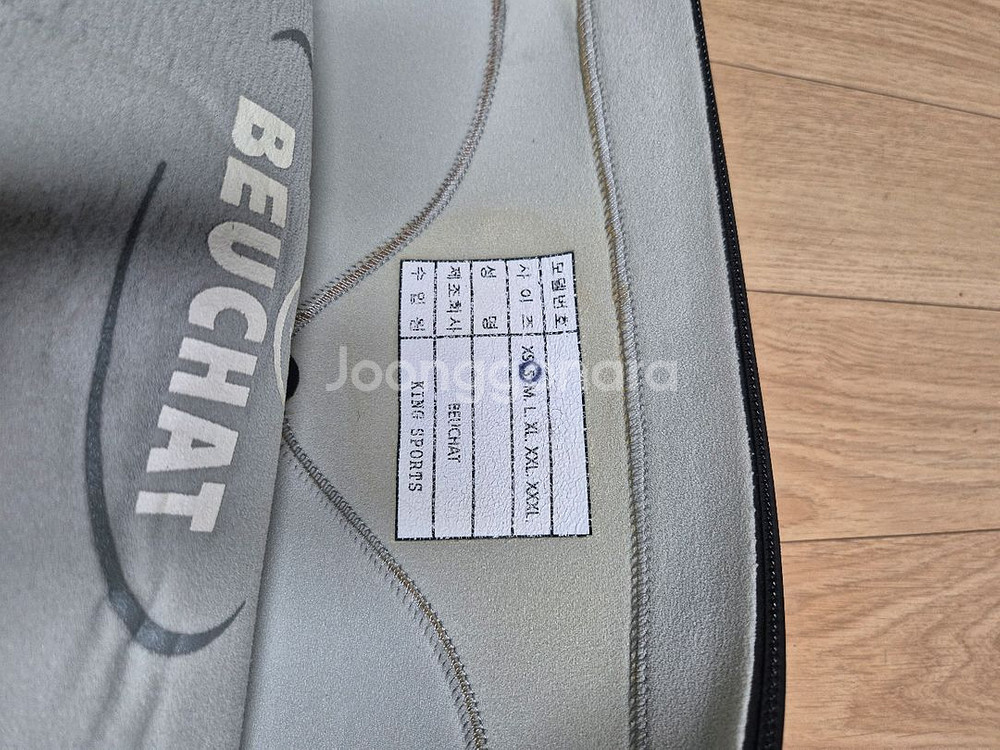 BEUCHAT
모델번호
사이즈 XS. S. M. L. XL. XXL. XXXL.
성 명
제조회사 BEUCHAT
수입원 KING SPORTS
Joonggonara